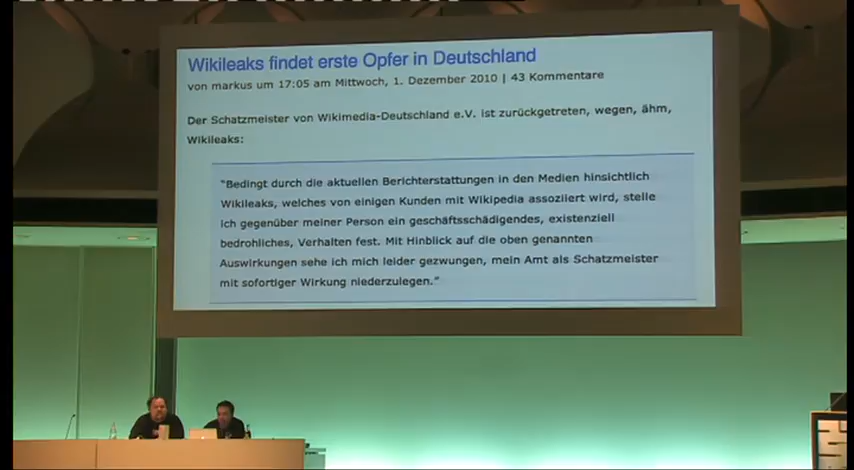 Wikileaks findet erste Opfer in Deutschland
von markus um 17:05 am Mittwoch, 1. Dezember 2010 | 43 Kommentare
Der Schatzmeister von Wikimedia-Deutschland e.V. ist zurückgetreten, wegen, ähm,
Wikileaks:
"Bedingt durch die aktuellen Berichterstattungen in den Medien hinsichtlich
Wikileaks, welches von einigen Kunden mit Wikipedia assoziiert wird, stelle
ich gegenüber meiner Person ein geschäftsschädigendes, existenziell
bedrohliches, Verhalten fest. Mit Hinblick auf die oben genannten
Auswirkungen sehe ich mich leider gezwungen, mein Amt als Schatzmeister
mit sofortiger Wirkung niederzulegen."